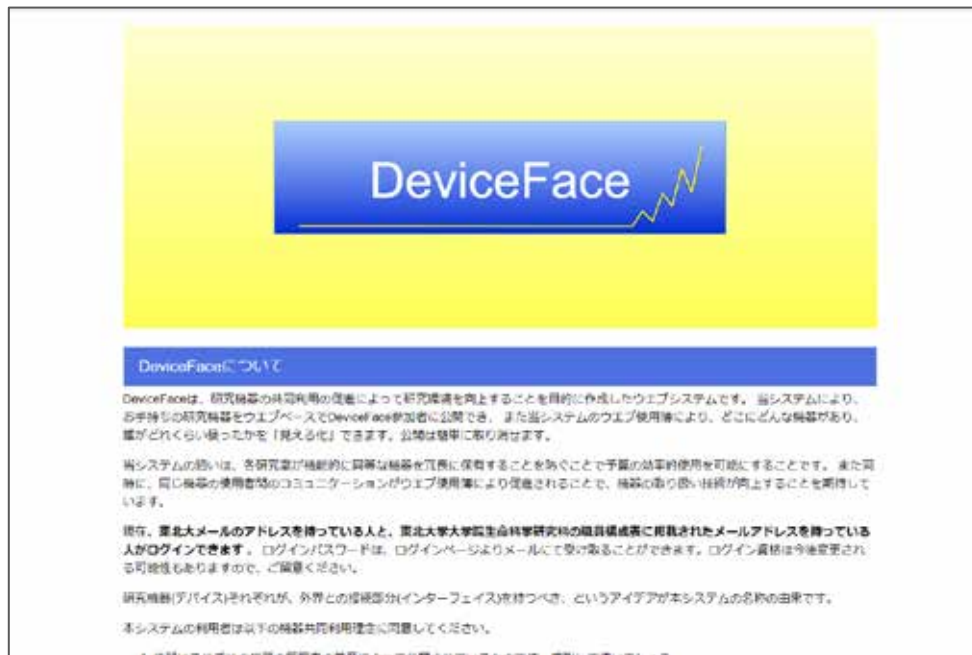 DeviceFace
DeviceFaceについて
DeviceFaceは、研究機器の共同利用の促進によって研究環境を向上することを目的に作成したウエブシステムです。 当システムにより、
お手持ちの研究機器をウエブベースでDeviceFace参加者に公開でき、 また当システムのウエブ使用簿により、どこにどんな機器があり、
誰がどれくらい使ったかを「見える化」できます。公開は簡単に取り消せます。
当システムの狙いは、各研究室が機能的に同等な機器を冗長に保有することを防ぐことで予算の効率的使用を可能にすることです。 また同
時に、同じ機器の使用者間のコミュニケーションがウエブ使用簿により促進されることで、機器の取り扱い技術が向上することを期待して
います。
現在、東北大メールのアドレスを持っている人と、東北大学大学院生命科学研究科の職員構成表に掲載されたメールアドレスを持っている
人がログインできます 。 ログインパスワードは、ログインページよりメールにて受け取ることができます。ログイン資格は今後変更され
る可能性もありますので、ご留意ください。
研究機器(デバイス)それぞれが、外界との接続部分(インターフェイス)を持つべき、というアイデアが本システムの名称の由来です。
本システムの利用者は以下の機器共同利用理念に同意してください。